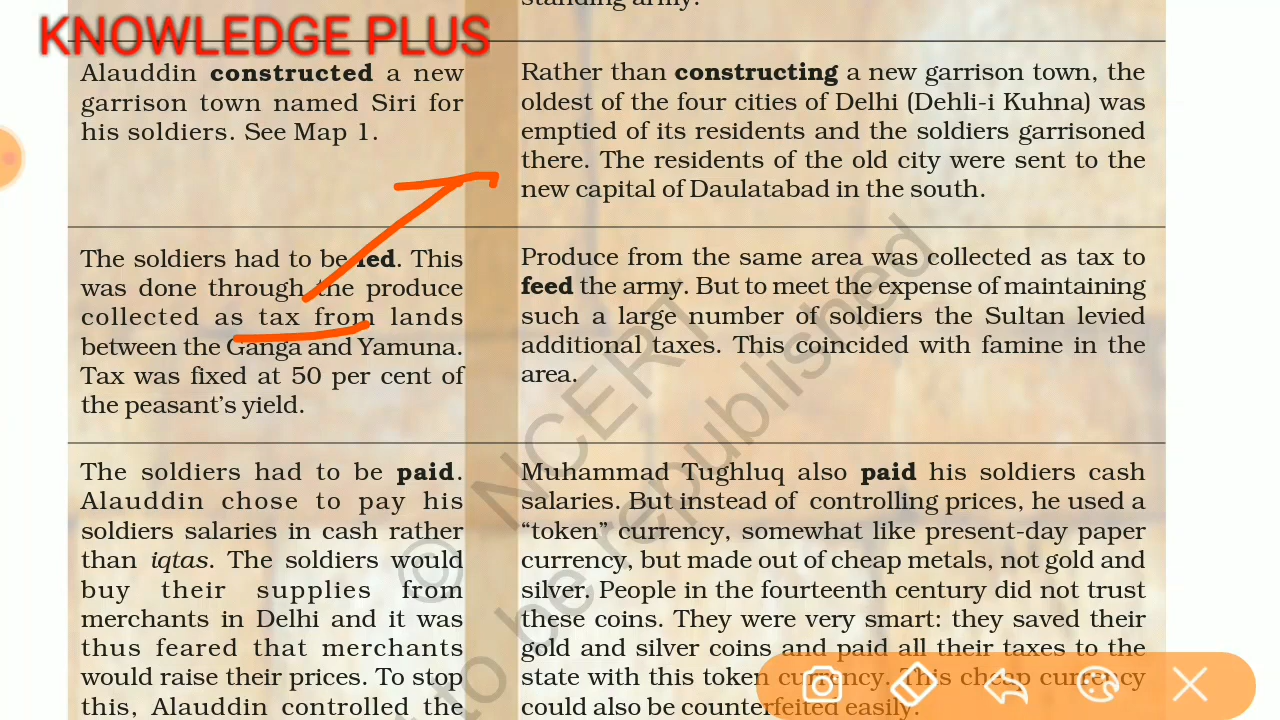 KNOWLEDGE PLUS
standing army.
Alauddin constructed a new
garrison town named Siri for
his soldiers. See Map 1.
Rather than constructing a new garrison town, the
oldest of the four cities of Delhi (Dehli-i Kuhna) was
emptied of its residents and the soldiers garrisoned
there. The residents of the old city were sent to the
new capital of Daulatabad in the south.
The soldiers had to be fed. This
was done through the produce
collected as tax from lands
between the Ganga and Yamuna.
Tax was fixed at 50 per cent of
the peasant's yield.
Produce from the same area was collected as tax to
feed the army. But to meet the expense of maintaining
such a large number of soldiers the Sultan levied
additional taxes. This coincided with famine in the
area.
The soldiers had to be paid.
Alauddin chose to pay his
soldiers salaries in cash rather
than iqtas. The soldiers would
buy their supplies from
merchants in Delhi and it was
thus feared that merchants
would raise their prices. To stop
this, Alauddin controlled the
Muhammad Tughluq also paid his soldiers cash
salaries. But instead of controlling prices, he used a
“token” currency, somewhat like present-day paper
currency, but made out of cheap metals, not gold and
silver. People in the fourteenth century did not trust
these coins. They were very smart: they saved their
gold and silver coins and paid all their taxes to the
state with this token currency. This cheap currency
could also be counterfeited easily.
© NCERT
to be republished